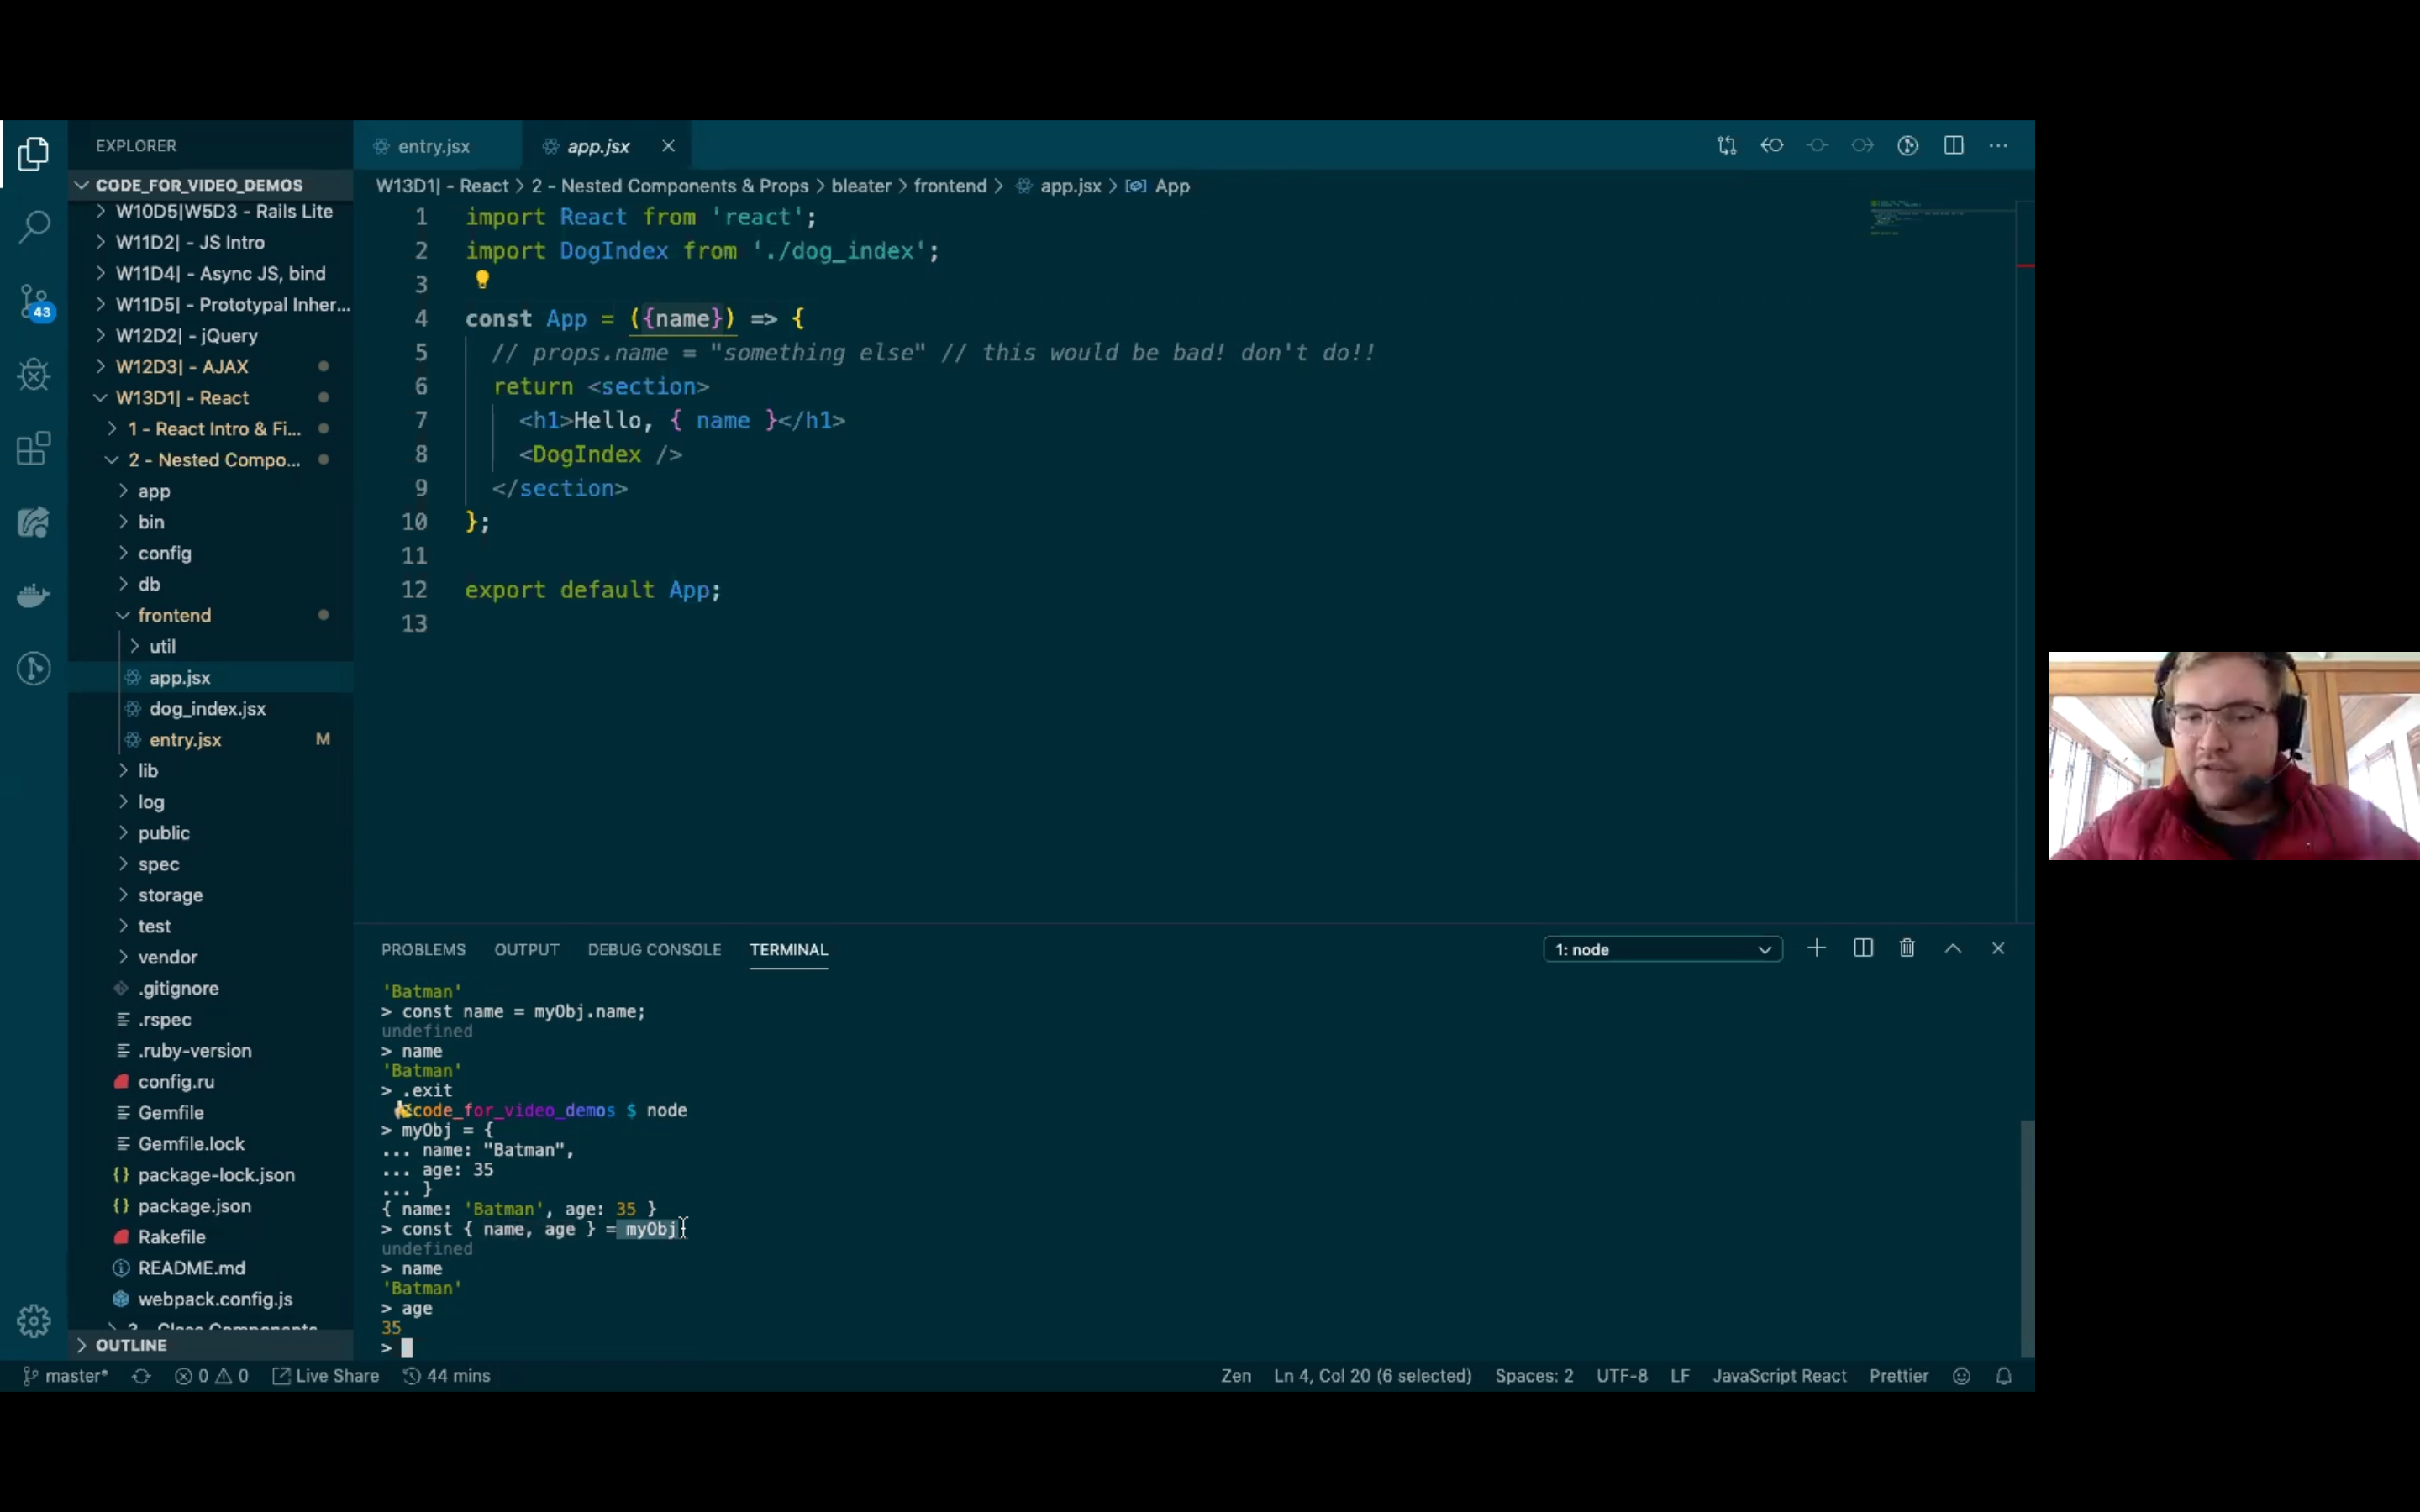 EXPLORER
CODE_FOR_VIDEO_DEMOS
W10D5|W5D3 - Rails Lite
W11D2| - JS Intro
W11D4| - Async JS, bind
W11D5| - Prototypal Inher...
W12D2| - jQuery
W12D3| - AJAX
W13D1| - React
1 - React Intro & Fi...
2 - Nested Compo...
app
bin
config
db
frontend
util
app.jsx
dog_index.jsx
entry.jsx M
lib
log
public
spec
storage
test
vendor
.gitignore
.rspec
.ruby-version
config.ru
Gemfile
Gemfile.lock
package-lock.json
package.json
Rakefile
README.md
webpack.config.js
3 - Class Components
OUTLINE
43
entry.jsx app.jsx
W13D1| - React > 2 - Nested Components & Props > bleater > frontend > app.jsx > App
1 import React from 'react';
2 import DogIndex from './dog_index';
3
4 const App = ({name}) => {
5 // props.name = "something else" // this would be bad! don't do!!
6 return <section>
7 <h1>Hello, { name }</h1>
8 <DogIndex />
9 </section>
10 };
11
12 export default App;
13
PROBLEMS OUTPUT DEBUG CONSOLE TERMINAL 1: node
'Batman'
> const name = myObj.name;
undefined
> name
'Batman'
> .exit
code_for_video_demos $ node
> myObj = {
... name: "Batman",
... age: 35
... }
{ name: 'Batman', age: 35 }
> const { name, age } = myObj
undefined
> name
'Batman'
> age
35
>
master* 0 0 Live Share 44 mins Zen Ln 4, Col 20 (6 selected) Spaces: 2 UTF-8 LF JavaScript React Prettier